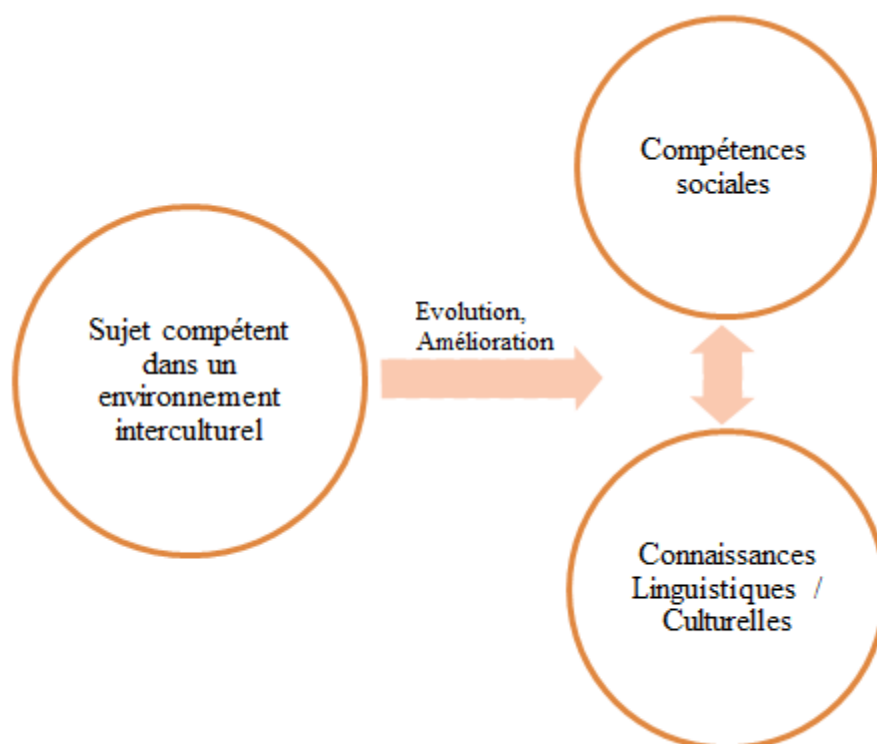 Compétences
sociales
Evolution,
Amélioration
Sujet compétent
dans un
environnement
interculturel
Connaissances
Linguistiques /
Culturelles